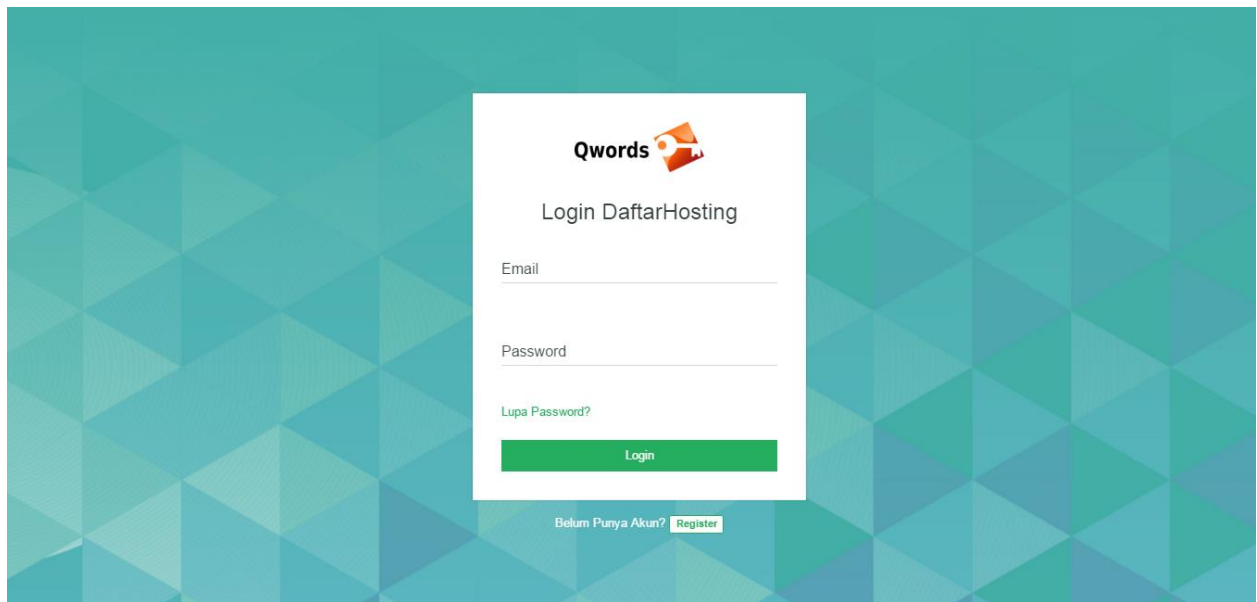 Qwords
Login DaftarHosting
Email
Password
Lupa Password?
Login
Belum Punya Akun? Register